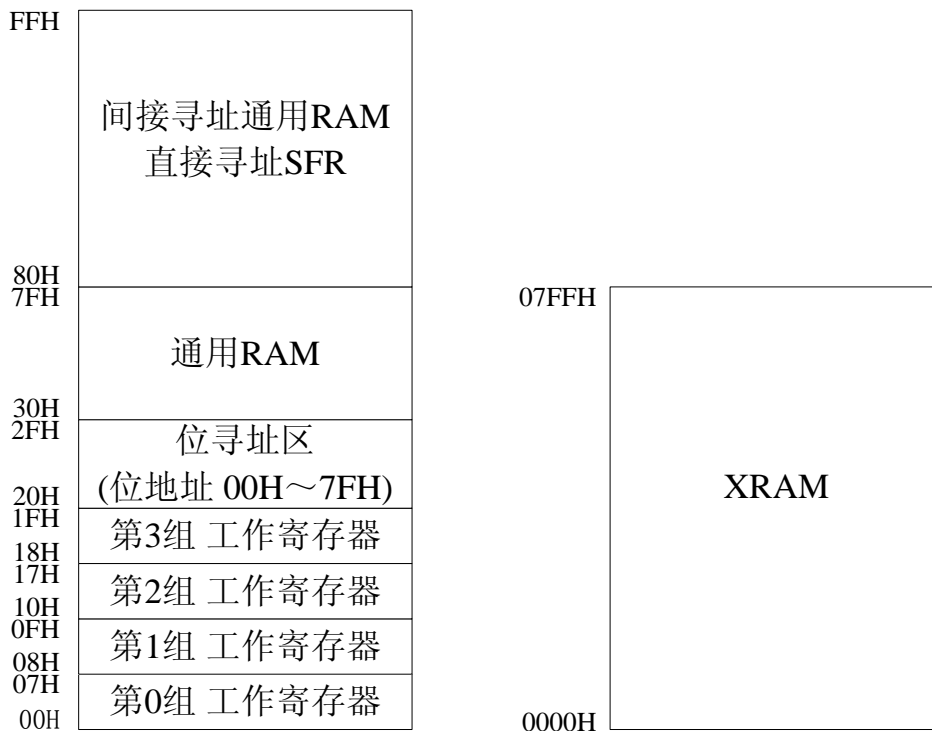 FFH
间接寻址通用RAM
直接寻址SFR
80H
7FH
07FFH
通用RAM
30H
2FH
位寻址区
(位地址 00H～7FH)
XRAM
20H
1FH
第3组 工作寄存器
18H
17H
第2组 工作寄存器
10H
0FH
第1组 工作寄存器
08H
07H
第0组 工作寄存器
00H
0000H